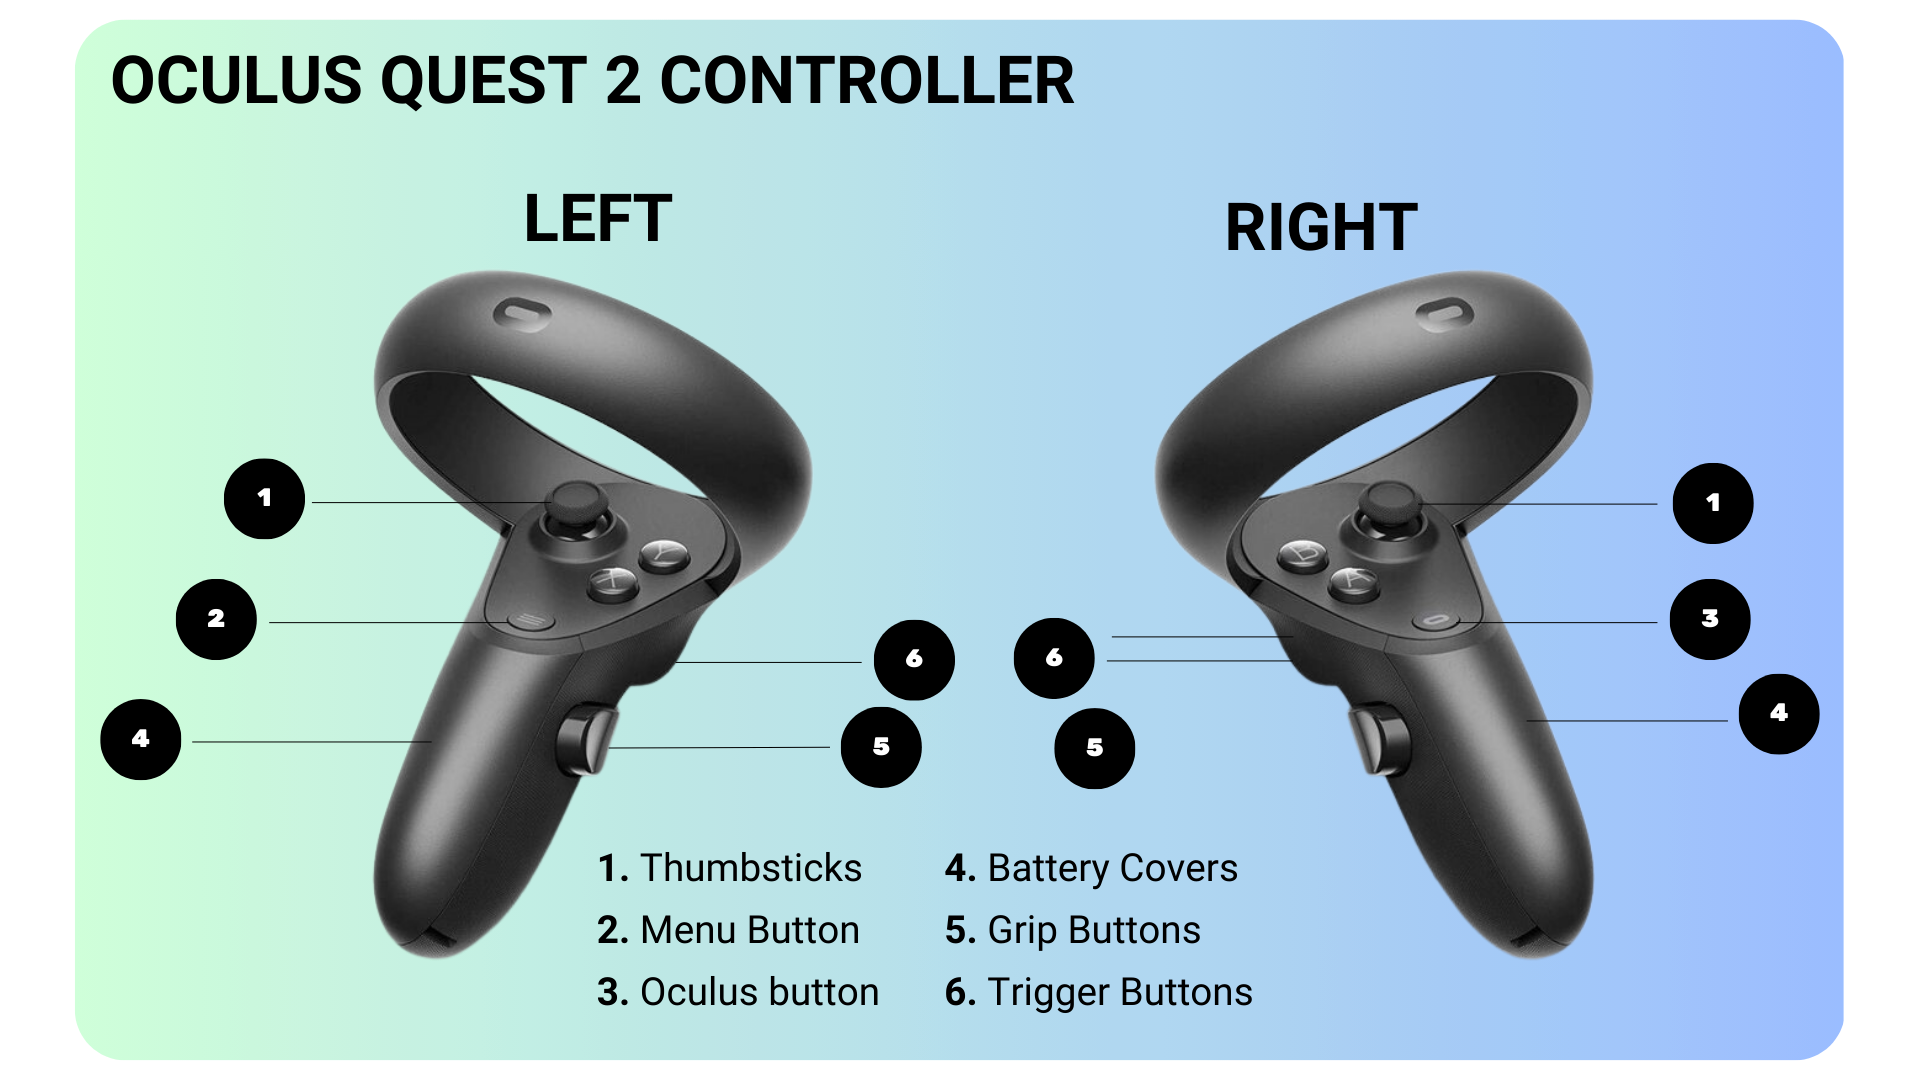 OCULUS QUEST 2 CONTROLLER
LEFT
RIGHT
1
1
Y
B
X
A
2
3
6
6
4
4
5
5
1. Thumbsticks
2. Menu Button
3. Oculus button
4. Battery Covers
5. Grip Buttons
6. Trigger Buttons